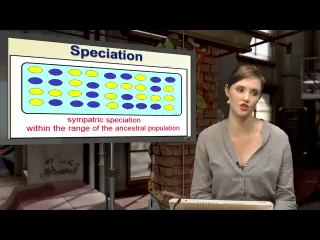 Speciation
sympatric speciation
within the range of the ancestral population